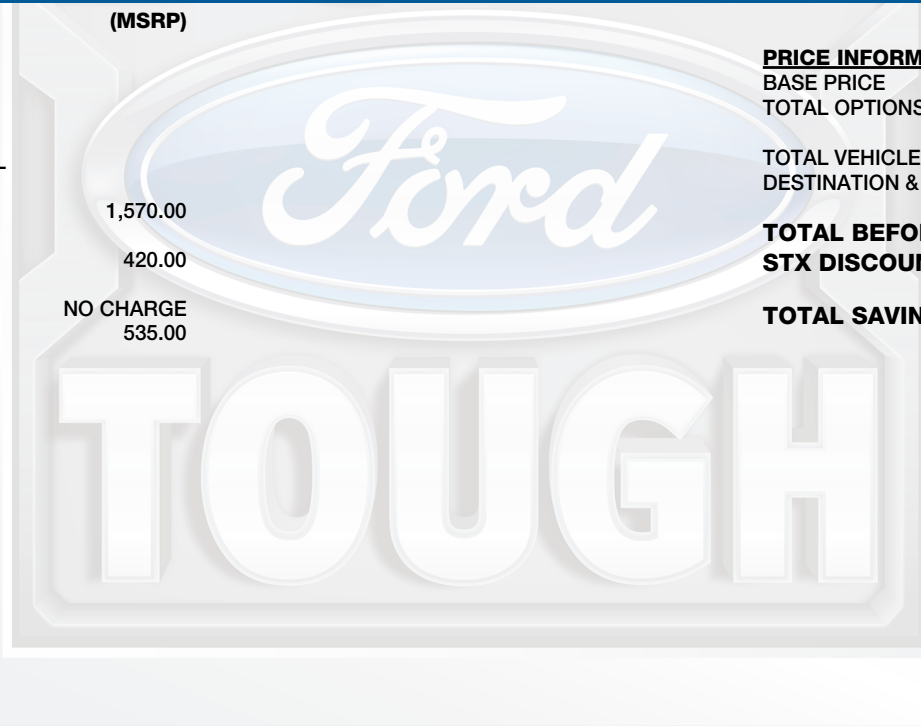 (MSRP)
1,570.00
420.00
NO CHARGE
535.00
PRICE INFORM
BASE PRICE
TOTAL OPTIONS
TOTAL VEHICLE
DESTINATION &
TOTAL BEFO
STX DISCOUN
TOTAL SAVIN
Ford
TOUGH